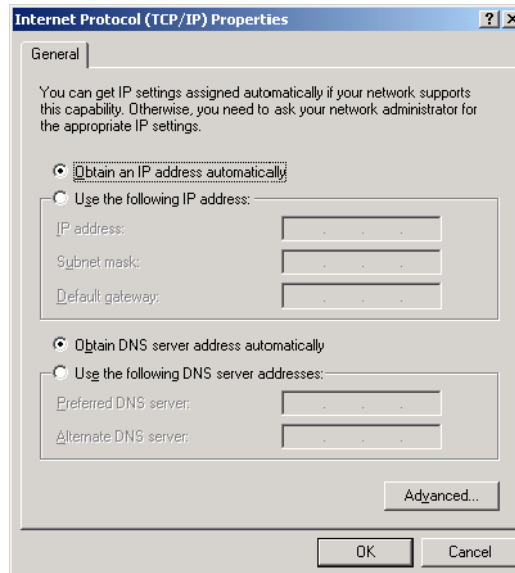 Internet Protocol (TCP/IP) Properties
General
You can get IP settings assigned automatically if your network supports
this capability. Otherwise, you need to ask your network administrator for
the appropriate IP settings.
Obtain an IP address automatically
Use the following IP address:
IP address:
Subnet mask:
Default gateway:
Obtain DNS server address automatically
Use the following DNS server addresses:
Preferred DNS server:
Alternate DNS server:
Advanced...
OK Cancel